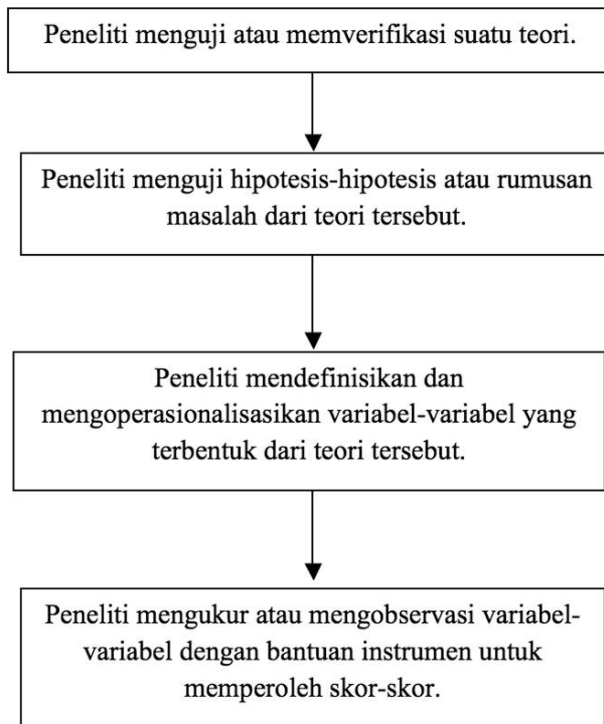 Peneliti menguji atau memverifikasi suatu teori.
Peneliti menguji hipotesis-hipotesis atau rumusan
masalah dari teori tersebut.
Peneliti mendefinisikan dan
mengoperasionalisasikan variabel-variabel yang
terbentuk dari teori tersebut.
Peneliti mengukur atau mengobservasi variabel-
variabel dengan bantuan instrumen untuk
memperoleh skor-skor.